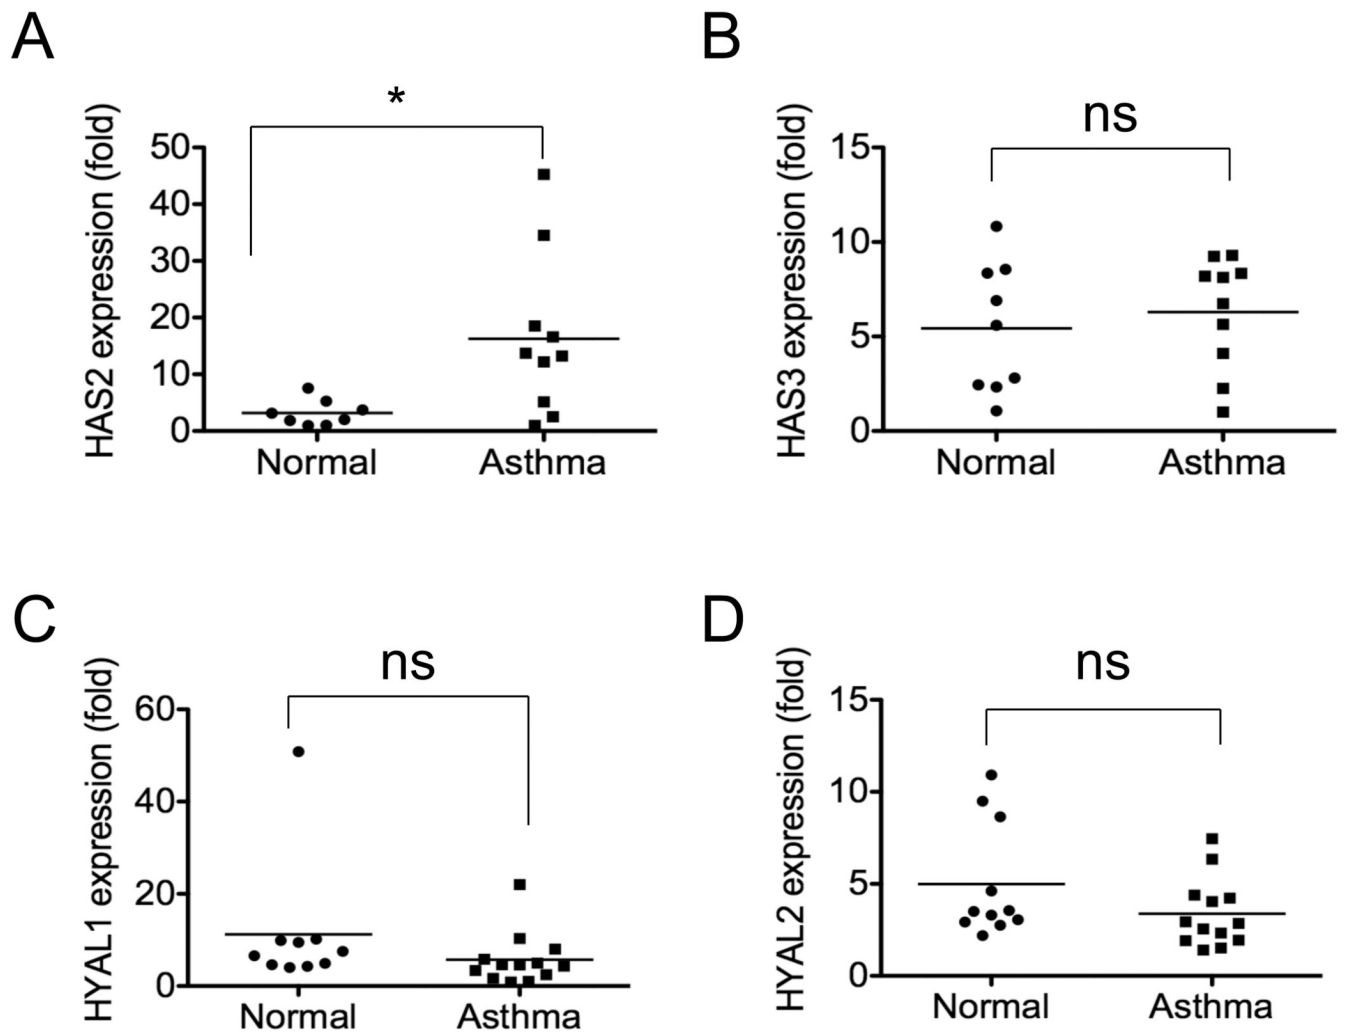 A
*
HAS2 expression (fold)
50
40
30
20
10
0
Normal Asthma
B
ns
HAS3 expression (fold)
15
10
5
0
Normal Asthma
C
ns
HYAL1 expression (fold)
60
40
20
0
Normal Asthma
D
ns
HYAL2 expression (fold)
15
10
5
0
Normal Asthma